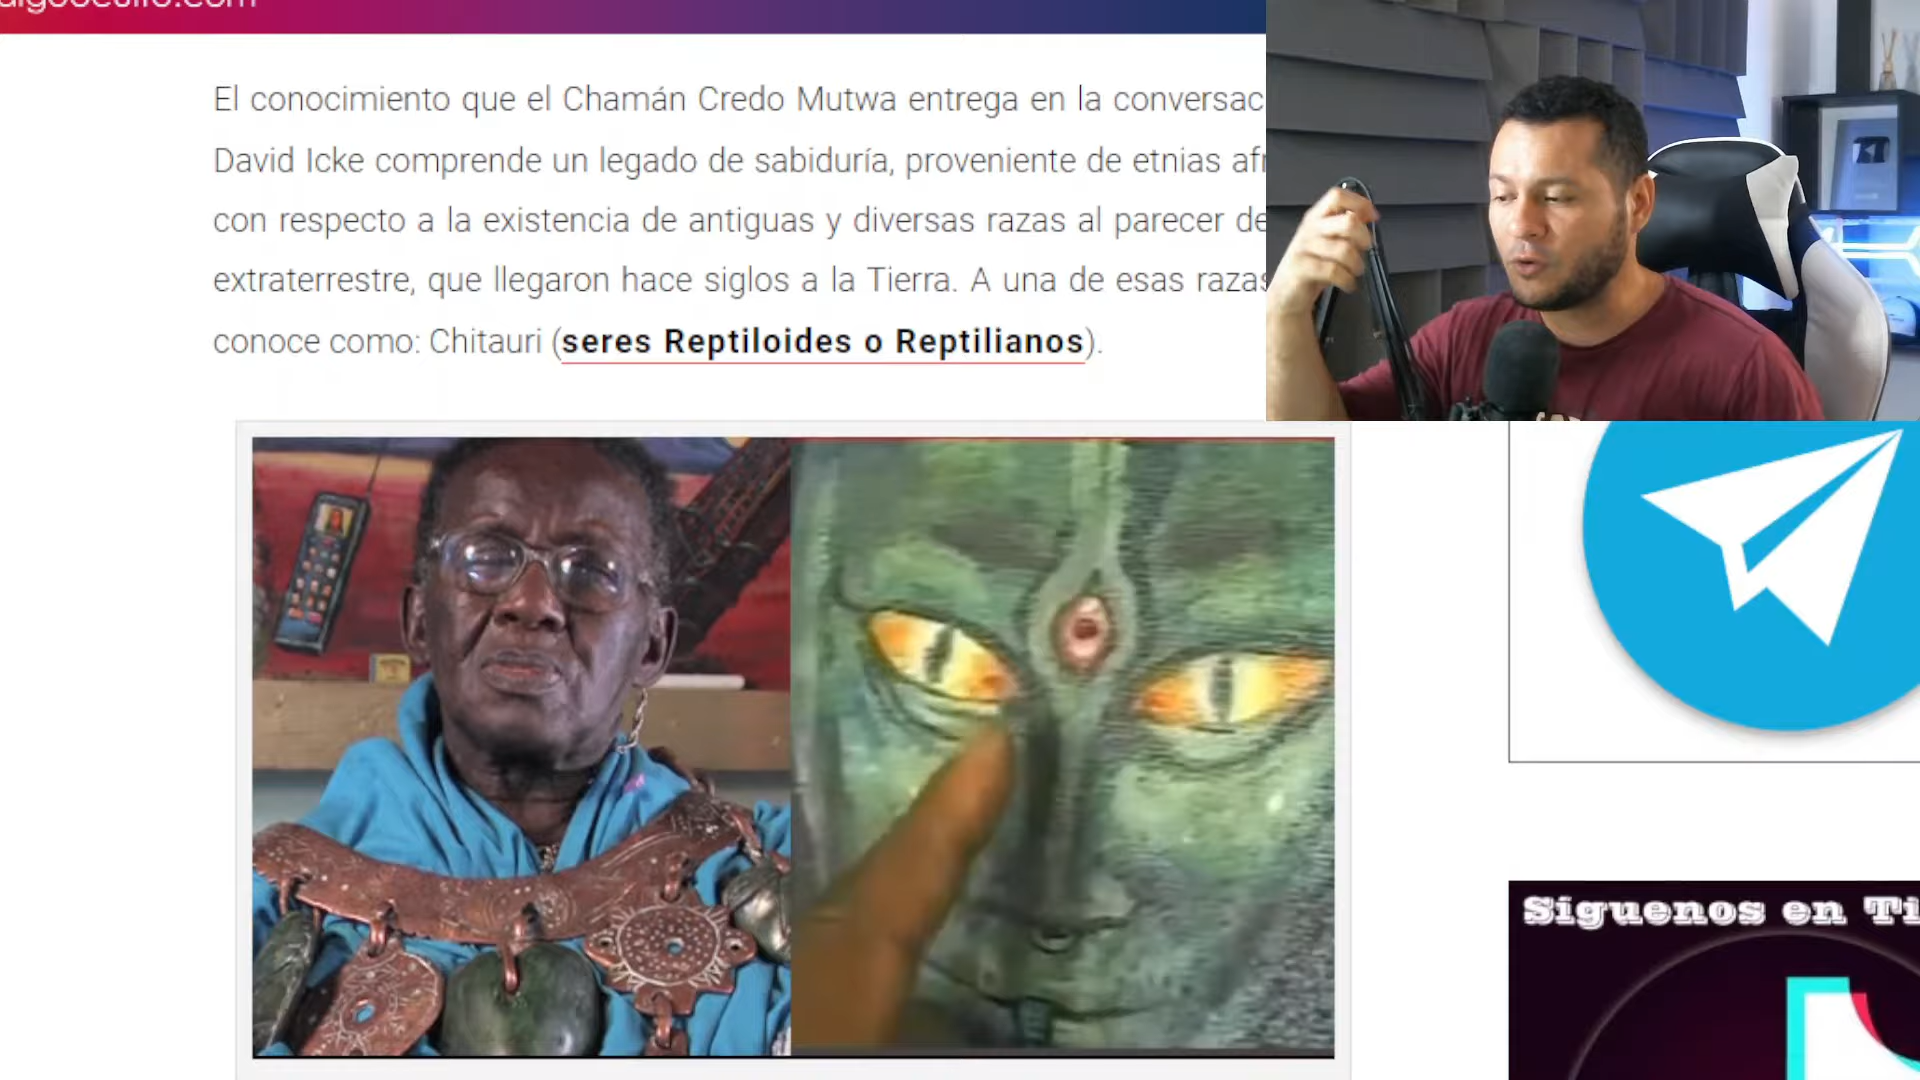 El conocimiento que el Chamán Credo Mutwa entrega en la conversac
David Icke comprende un legado de sabiduría, proveniente de etnias afr
con respecto a la existencia de antiguas y diversas razas al parecer de
extraterrestre, que llegaron hace siglos a la Tierra. A una de esas razas
conoce como: Chitauri (seres Reptiloides o Reptilianos).
Siguenos en Ti